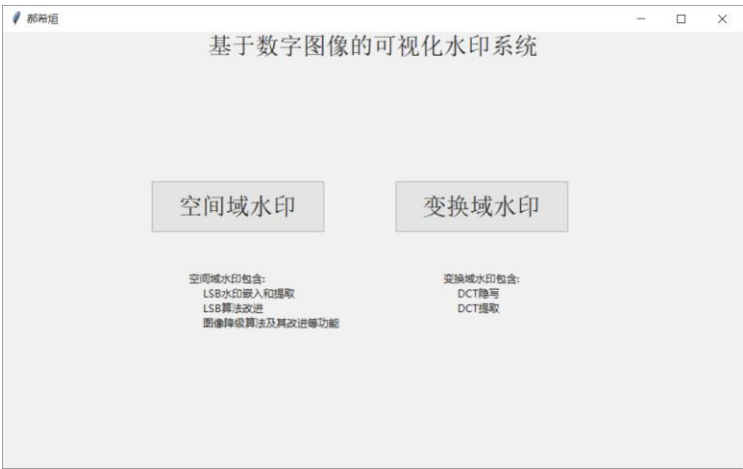 郝希烜
基于数字图像的可视化水印系统
空间域水印
变换域水印
空间域水印包含:
LSB水印嵌入和提取
LSB算法改进
图像降级算法及其改进等功能
变换域水印包含:
DCT隐写
DCT提取